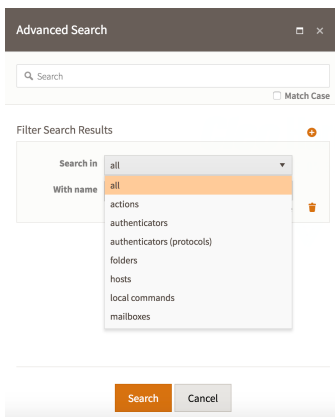 Advanced Search
Search
Match Case
Filter Search Results
Search in
all
With name
all
actions
authenticators
authenticators (protocols)
folders
hosts
local commands
mailboxes
Search
Cancel